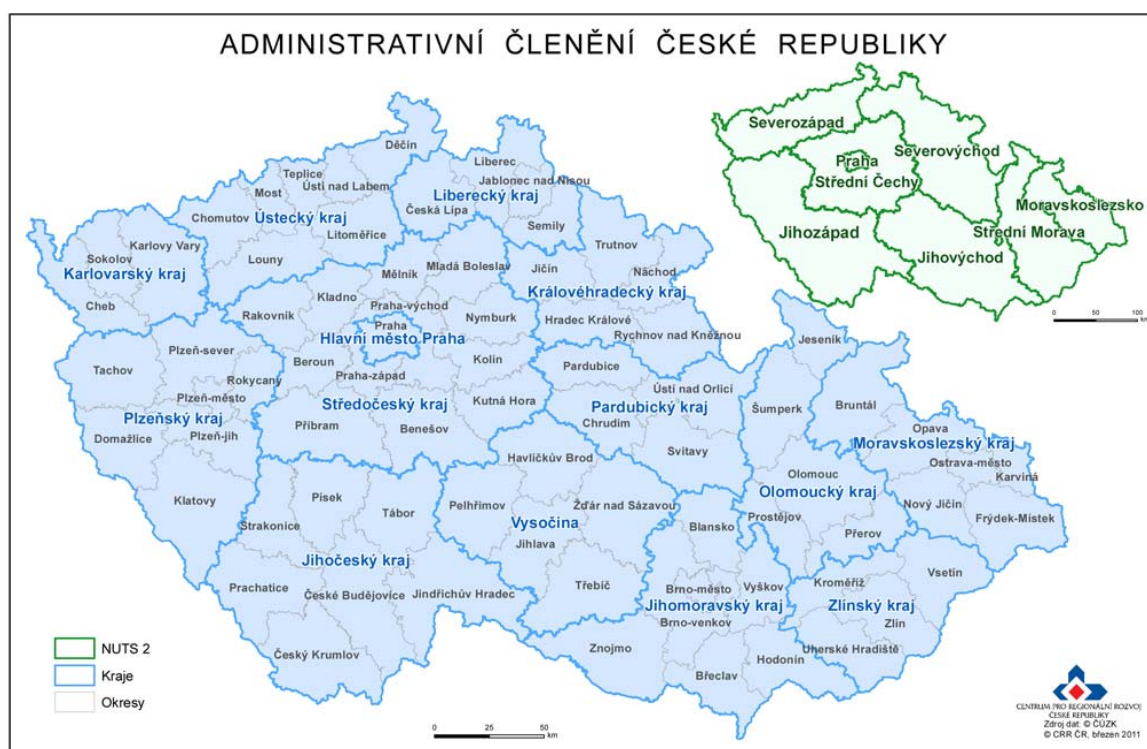 ADMINISTRATIVNÍ ČLENĚNÍ ČESKÉ REPUBLIKY
Severozápad
Praha
Severovýchod
Střední Čechy
Moravskoslezsko
Jihozápad
Střední Morava
Jihovýchod
0 50 100
km
Děčín
Teplice
Ústí nad Labem
Most
Chomutov
Ústecký kraj
Litoměřice
Louny
Liberec
Jablonec nad Nisou
Liberecký kraj
Česká Lípa
Semily
Karlovy Vary
Sokolov
Karlovarský kraj
Cheb
Trutnov
Jičín
Náchod
Královéhradecký kraj
Hradec Králové
Rychnov nad Kněžnou
Mladá Boleslav
Mělník
Kladno
Praha-východ
Rakovník
Nymburk
Praha
Hlavní město Praha
Beroun
Kolín
Praha-západ
Středočeský kraj
Kutná Hora
Příbram
Benešov
Plzeň-sever
Tachov
Rokycany
Plzeň-město
Plzeňský kraj
Domažlice
Plzeň-jih
Klatovy
Pardubice
Ústí nad Orlicí
Pardubický kraj
Chrudim
Svitavy
Jeseník
Šumperk
Olomouc
Olomoucký kraj
Prostějov
Přerov
Bruntál
Opava
Moravskoslezský kraj
Ostrava-město
Karviná
Nový Jičín
Frýdek-Místek
Havlíčkův Brod
Pelhřimov
Žďár nad Sázavou
Vysočina
Jihlava
Třebíč
Písek
Strakonice
Tábor
Jihočeský kraj
Prachatice
České Budějovice
Jindřichův Hradec
Český Krumlov
Blansko
Brno-město
Vyškov
Jihomoravský kraj
Brno-venkov
Znojmo
Hodonín
Břeclav
Vsetín
Kroměříž
Zlínský kraj
Zlín
Uherské Hradiště
NUTS 2
Kraje
Okresy
0 25 50
km
CENTRUM PRO REGIONÁLNÍ ROZVOJ
ČESKÉ REPUBLIKY
Zdroj dat: © ČÚZK
© CRR ČR, březen 2011